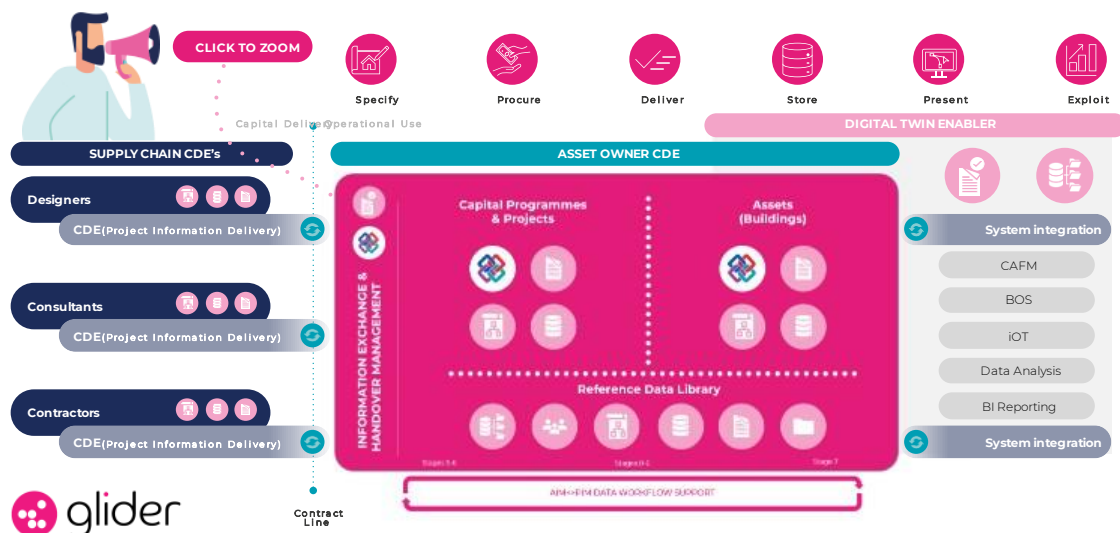 CLICK TO ZOOM
Specify
Procure
Deliver
Store
Present
Exploit
Capital Delivery
Operational Use
DIGITAL TWIN ENABLER
SUPPLY CHAIN CDE’s
ASSET OWNER CDE
Designers
CDE(Project Information Delivery)
Consultants
CDE(Project Information Delivery)
Contractors
CDE(Project Information Delivery)
INFORMATION EXCHANGE &
HANDOVER MANAGEMENT
Capital Programmes
& Projects
Assets
(Buildings)
Reference Data Library
Stage 7
System integration
CAFM
BOS
iOT
Data Analysis
BI Reporting
System integration
AIM<>PIM DATA WORKFLOW SUPPORT
Contract
Line
glider